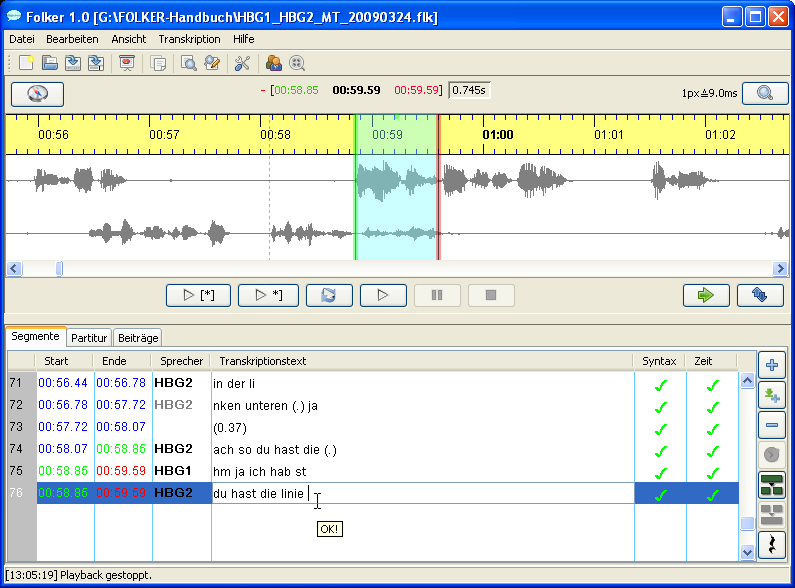 Folker 1.0 [G:\FOLKER-Handbuch\HBG1_HBG2_MT_20090324.flk]
Datei Bearbeiten Ansicht Transkription Hilfe
- [00:58.85 00:59.59 00:59.59] 0.745s 1px≙9.0ms
00:56 00:57 00:58 00:59 01:00 01:01 01:02
[*] *]
Segmente Partitur Beiträge
Start Ende Sprecher Transkriptionstext Syntax Zeit
71 00:56.44 00:56.78 HBG2 in der li
72 00:56.78 00:57.72 HBG2 nken unteren (.) ja
73 00:57.72 00:58.07 (0.37)
74 00:58.07 00:58.85 HBG2 ach so du hast die (.)
75 00:58.85 00:59.59 HBG1 hm ja ich hab st
76 00:58.85 00:59.59 HBG2 du hast die linie
OK!
[13:05:19] Playback gestoppt.